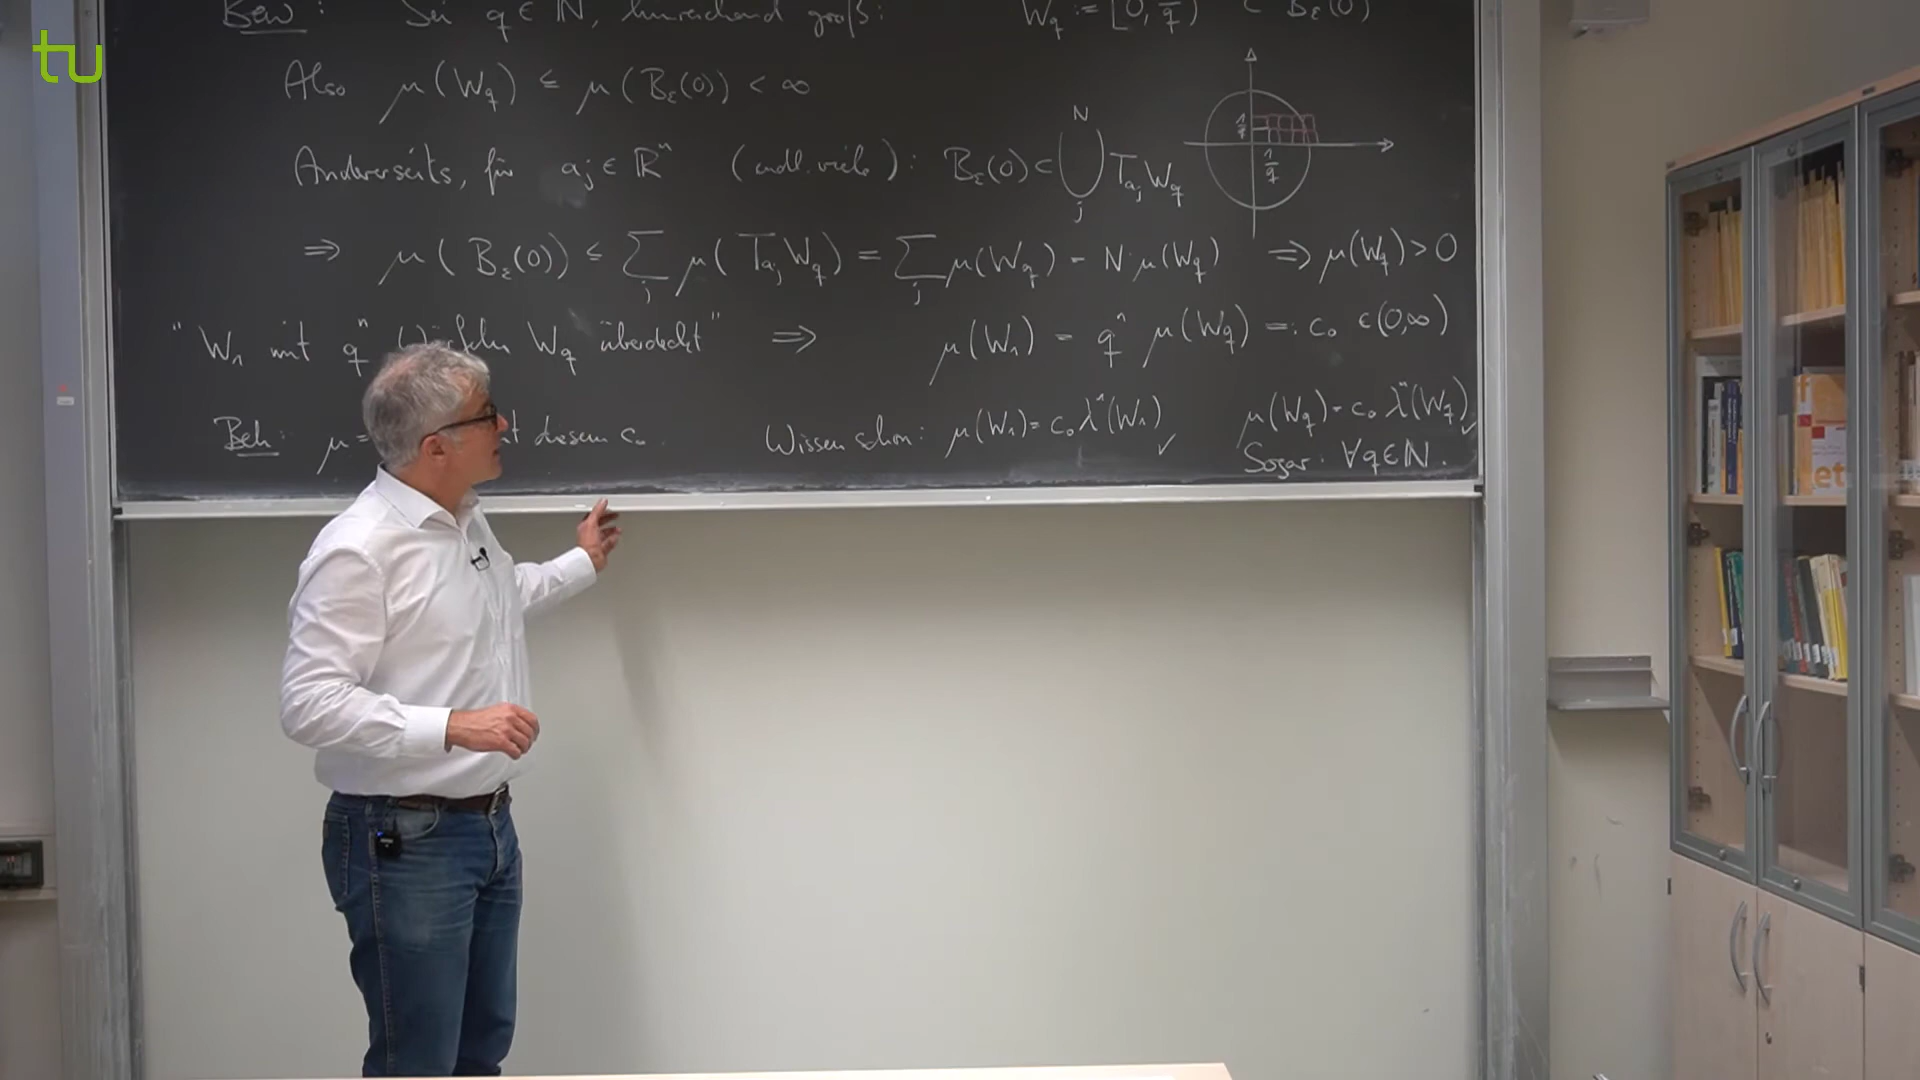 tu
Bew: Sei q ∈ ℕ, hinreichend groß: W_q := [0, 1/q)^n ⊂ B_ε(0)
Also μ(W_q) ≤ μ(B_ε(0)) < ∞
Andererseits, für a_j ∈ ℝ^n (endl. viele): B_ε(0) ⊂ ⋃_j^N T_{a_j} W_q
1/q
1/q
⇒ μ(B_ε(0)) ≤ Σ_j μ(T_{a_j} W_q) = Σ_j μ(W_q) = N·μ(W_q) ⇒ μ(W_q) > 0
"W_1 mit q^n Würfeln W_q überdeckt" ⇒ μ(W_1) = q^n μ(W_q) =: c_0 ∈ (0,∞)
Beh: μ = diesem c_0. Wissen schon: μ(W_1) = c_0 λ^n(W_1) ✓ μ(W_q) = c_0 λ^n(W_q) ✓
Sogar: ∀q∈ℕ.